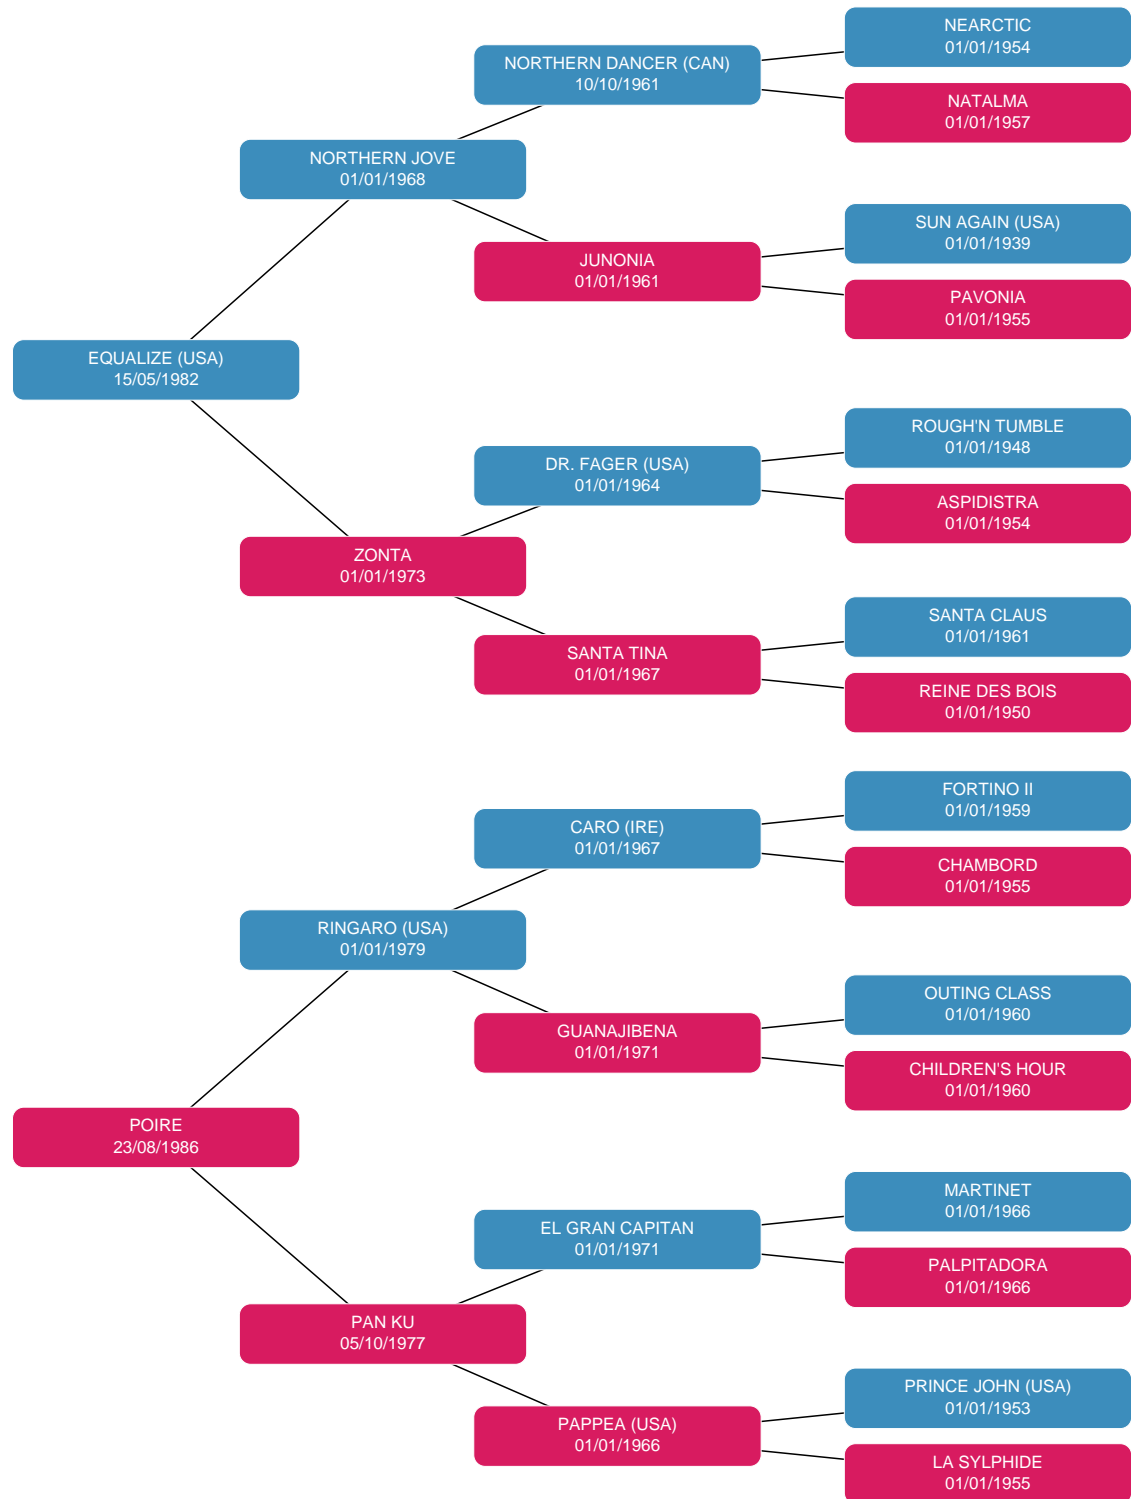 NEARCTIC
01/01/1954
NORTHERN DANCER (CAN)
10/10/1961
NATALMA
01/01/1957
NORTHERN JOVE
01/01/1968
SUN AGAIN (USA)
01/01/1939
JUNONIA
01/01/1961
PAVONIA
01/01/1955
EQUALIZE (USA)
15/05/1982
ROUGH'N TUMBLE
01/01/1948
DR. FAGER (USA)
01/01/1964
ASPIDISTRA
01/01/1954
ZONTA
01/01/1973
SANTA CLAUS
01/01/1961
SANTA TINA
01/01/1967
REINE DES BOIS
01/01/1950
FORTINO II
01/01/1959
CARO (IRE)
01/01/1967
CHAMBORD
01/01/1955
RINGARO (USA)
01/01/1979
OUTING CLASS
01/01/1960
GUANAJIBENA
01/01/1971
CHILDREN'S HOUR
01/01/1960
POIRE
23/08/1986
MARTINET
01/01/1966
EL GRAN CAPITAN
01/01/1971
PALPITADORA
01/01/1966
PAN KU
05/10/1977
PRINCE JOHN (USA)
01/01/1953
PAPPEA (USA)
01/01/1966
LA SYLPHIDE
01/01/1955